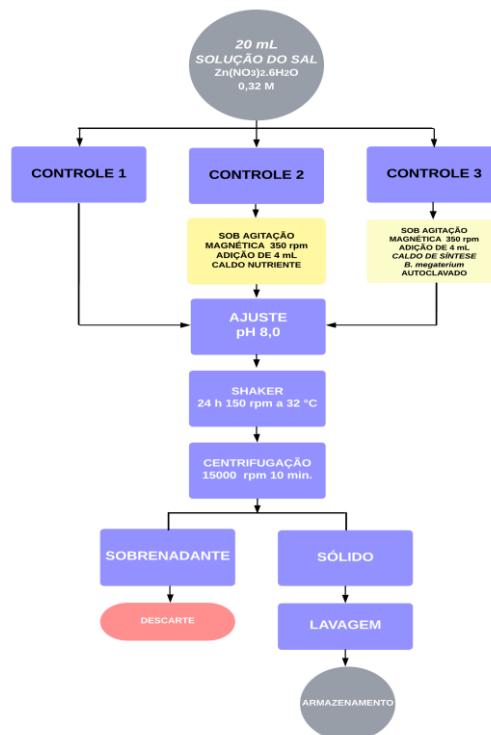 20 mL
SOLUÇÃO DO SAL
Zn(NO3)2.6H2O
0,32 M
CONTROLE 1
CONTROLE 2
CONTROLE 3
SOB AGITAÇÃO
MAGNÉTICA 350 rpm
ADIÇÃO DE 4 mL
CALDO NUTRIENTE
SOB AGITAÇÃO
MAGNÉTICA 350 rpm
ADIÇÃO DE 4 mL
CALDO DE SÍNTESE
B. megaterium
AUTOCLAVADO
AJUSTE
pH 8,0
SHAKER
24 h 150 rpm a 32 °C
CENTRIFUGAÇÃO
15000 rpm 10 min.
SOBRENADANTE
SÓLIDO
DESCARTE
LAVAGEM
ARMAZENAMENTO